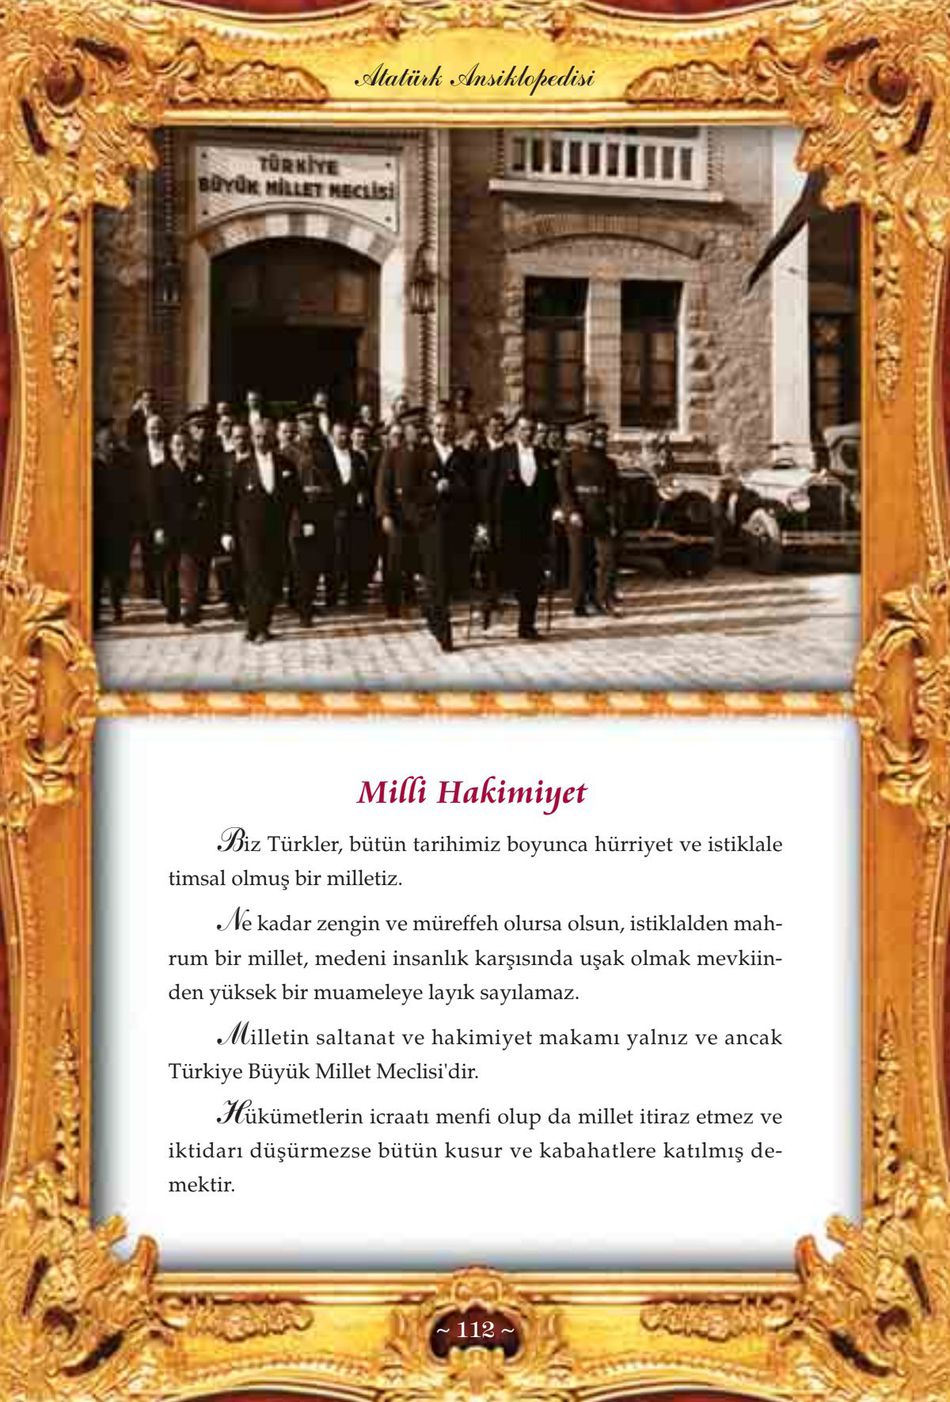 Atatürk Ansiklopedisi
TÜRKİYE
BÜYÜK MİLLET MECLİSİ
Milli Hakimiyet
Biz Türkler, bütün tarihimiz boyunca hürriyet ve istiklale
timsal olmuş bir milletiz.
Ne kadar zengin ve müreffeh olursa olsun, istiklalden mah-
rum bir millet, medeni insanlık karşısında uşak olmak mevkiin-
den yüksek bir muameleye layık sayılamaz.
Milletin saltanat ve hakimiyet makamı yalnız ve ancak
Türkiye Büyük Millet Meclisi'dir.
Hükümetlerin icraatı menfi olup da millet itiraz etmez ve
iktidarı düşürmezse bütün kusur ve kabahatlere katılmış de-
mektir.
~ 112 ~